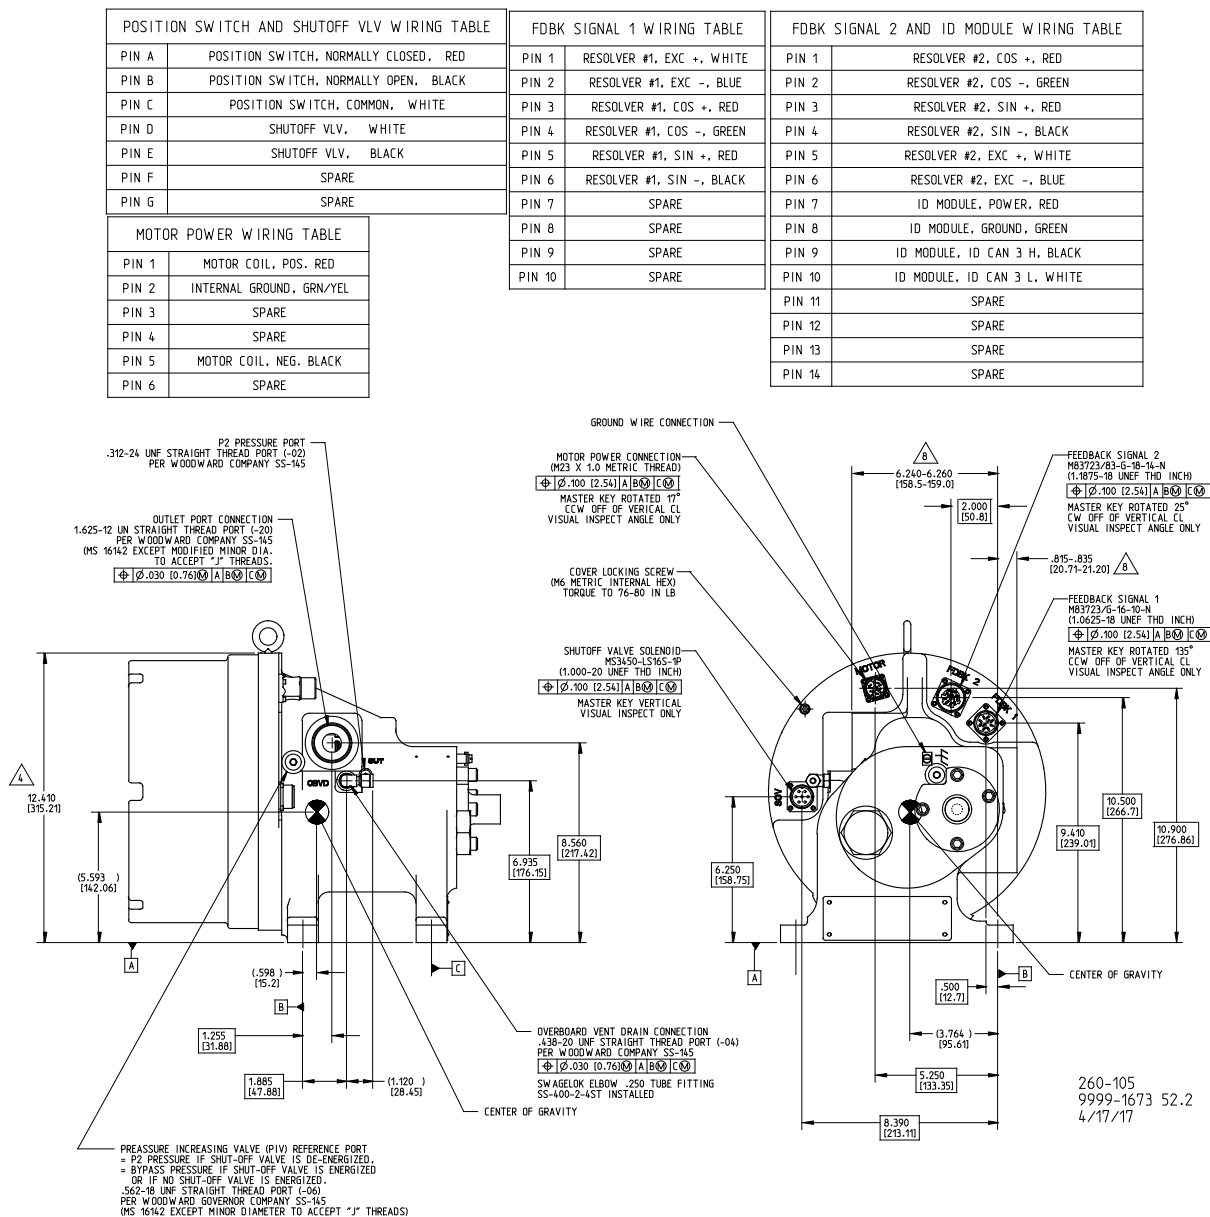 POSITION SWITCH AND SHUTOFF VLV WIRING TABLE
PIN A POSITION SWITCH, NORMALLY CLOSED, RED
PIN B POSITION SWITCH, NORMALLY OPEN, BLACK
PIN C POSITION SWITCH, COMMON, WHITE
PIN D SHUTOFF VLV, WHITE
PIN E SHUTOFF VLV, BLACK
PIN F SPARE
PIN G SPARE
MOTOR POWER WIRING TABLE
PIN 1 MOTOR COIL, POS. RED
PIN 2 INTERNAL GROUND, GRN/YEL
PIN 3 SPARE
PIN 4 SPARE
PIN 5 MOTOR COIL, NEG. BLACK
PIN 6 SPARE
FDBK SIGNAL 1 WIRING TABLE
PIN 1 RESOLVER #1, EXC +, WHITE
PIN 2 RESOLVER #1, EXC -, BLUE
PIN 3 RESOLVER #1, COS +, RED
PIN 4 RESOLVER #1, COS -, GREEN
PIN 5 RESOLVER #1, SIN +, RED
PIN 6 RESOLVER #1, SIN -, BLACK
PIN 7 SPARE
PIN 8 SPARE
PIN 9 SPARE
PIN 10 SPARE
FDBK SIGNAL 2 AND ID MODULE WIRING TABLE
PIN 1 RESOLVER #2, COS +, RED
PIN 2 RESOLVER #2, COS -, GREEN
PIN 3 RESOLVER #2, SIN +, RED
PIN 4 RESOLVER #2, SIN -, BLACK
PIN 5 RESOLVER #2, EXC +, WHITE
PIN 6 RESOLVER #2, EXC -, BLUE
PIN 7 ID MODULE, POWER, RED
PIN 8 ID MODULE, GROUND, GREEN
PIN 9 ID MODULE, ID CAN 3 H, BLACK
PIN 10 ID MODULE, ID CAN 3 L, WHITE
PIN 11 SPARE
PIN 12 SPARE
PIN 13 SPARE
PIN 14 SPARE
P2 PRESSURE PORT
.312-24 UNF STRAIGHT THREAD PORT (-02)
PER WOODWARD COMPANY SS-145
OUTLET PORT CONNECTION
1.625-12 UN STRAIGHT THREAD PORT (-20)
PER WOODWARD COMPANY SS-145
(MS 16142 EXCEPT MODIFIED MINOR DIA.
TO ACCEPT "J" THREADS.
⌖ Ø.030 [0.76]Ⓜ A BⓂ CⓂ
4
12.410
[315.21]
(5.593 )
[142.06]
A
(.598 )
[15.2]
B
C
1.255
[31.88]
1.885
[47.88]
(1.120 )
[28.45]
6.935
[176.15]
8.560
[217.42]
OBVD
OUT
OVERBOARD VENT DRAIN CONNECTION
.438-20 UNF STRAIGHT THREAD PORT (-04)
PER WOODWARD COMPANY SS-145
⌖ Ø.030 [0.76]Ⓜ A BⓂ CⓂ
SWAGELOK ELBOW .250 TUBE FITTING
SS-400-2-4ST INSTALLED
CENTER OF GRAVITY
PREASSURE INCREASING VALVE (PIV) REFERENCE PORT
= P2 PRESSURE IF SHUT-OFF VALVE IS DE-ENERGIZED,
= BYPASS PRESSURE IF SHUT-OFF VALVE IS ENERGIZED
OR IF NO SHUT-OFF VALVE IS ENERGIZED.
.562-18 UNF STRAIGHT THREAD PORT (-06)
PER WOODWARD GOVERNOR COMPANY SS-145
(MS 16142 EXCEPT MINOR DIAMETER TO ACCEPT "J" THREADS)
GROUND WIRE CONNECTION
MOTOR POWER CONNECTION
(M23 X 1.0 METRIC THREAD)
⌖ Ø.100 [2.54] A BⓂ CⓂ
MASTER KEY ROTATED 17°
CCW OFF OF VERICAL CL
VISUAL INSPECT ANGLE ONLY
COVER LOCKING SCREW
(M6 METRIC INTERNAL HEX)
TORQUE TO 76-80 IN LB
SHUTOFF VALVE SOLENOID
MS3450-LS16S-1P
(1.000-20 UNEF THD INCH)
⌖ Ø.100 [2.54] A BⓂ CⓂ
MASTER KEY VERTICAL
VISUAL INSPECT ONLY
8
6.240-6.260
[158.5-159.0]
2.000
[50.8]
.815-.835
[20.71-21.20]
8
FEEDBACK SIGNAL 2
M83723/83-G-18-14-N
(1.1875-18 UNEF THD INCH)
⌖ Ø.100 [2.54] A BⓂ CⓂ
MASTER KEY ROTATED 25°
CW OFF OF VERTICAL CL
VISUAL INSPECT ANGLE ONLY
FEEDBACK SIGNAL 1
M83723/G-16-10-N
(1.0625-18 UNEF THD INCH)
⌖ Ø.100 [2.54] A BⓂ CⓂ
MASTER KEY ROTATED 135°
CCW OFF OF VERTICAL CL
VISUAL INSPECT ANGLE ONLY
MOTOR
FDBK 2
FDBK 1
SOV
6.250
[158.75]
9.410
[239.01]
10.500
[266.7]
10.900
[276.86]
A
B
CENTER OF GRAVITY
.500
[12.7]
(3.764 )
[95.61]
5.250
[133.35]
8.390
[213.11]
260-105
9999-1673 52.2
4/17/17